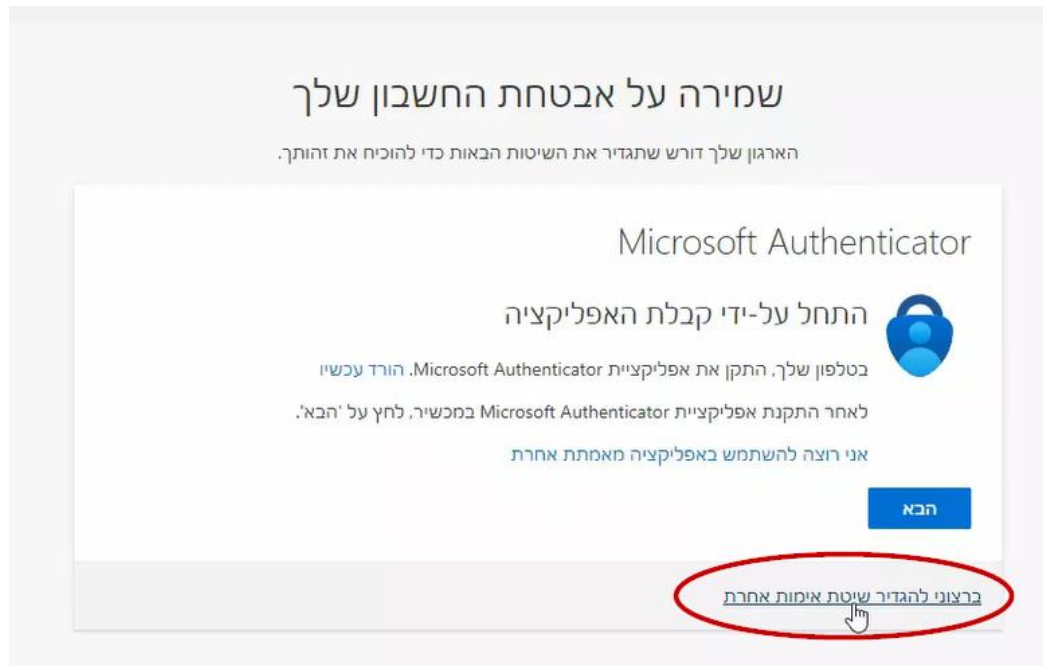 שמירה על אבטחת החשבון שלך
הארגון שלך דורש שתגדיר את השיטות הבאות כדי להוכיח את זהותך.
Microsoft Authenticator
התחל על-ידי קבלת האפליקציה
בטלפון שלך, התקן את אפליקציית Microsoft Authenticator. הורד עכשיו
לאחר התקנת אפליקציית Microsoft Authenticator במכשיר, לחץ על 'הבא'.
אני רוצה להשתמש באפליקציה מאמתת אחרת
הבא
ברצוני להגדיר שיטת אימות אחרת